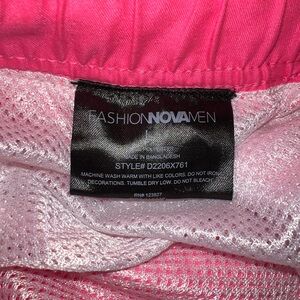 FASHIONNOVAMEN
L
MADE IN BANGLADESH
STYLE# D2206X761
MACHINE WASH WARM WITH LIKE COLORS. DO NOT IRON
DECORATIONS. TUMBLE DRY LOW. DO NOT BLEACH
RN# 123837